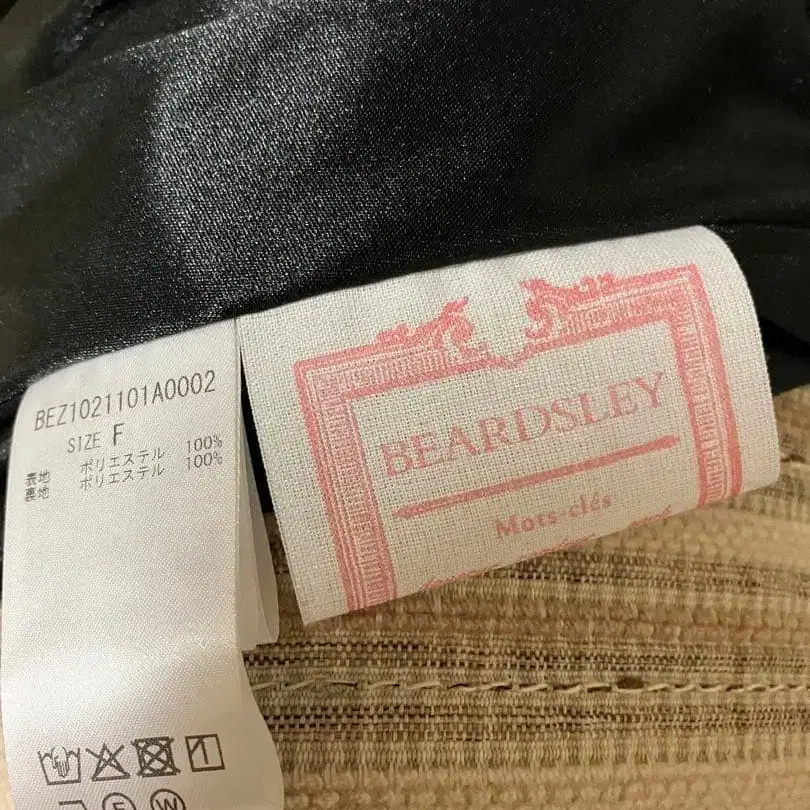 BEZ1021101A0002
SIZE F
表地 ポリエステル 100%
裏地 ポリエステル 100%
F W
BEARDSLEY
Mots-clés